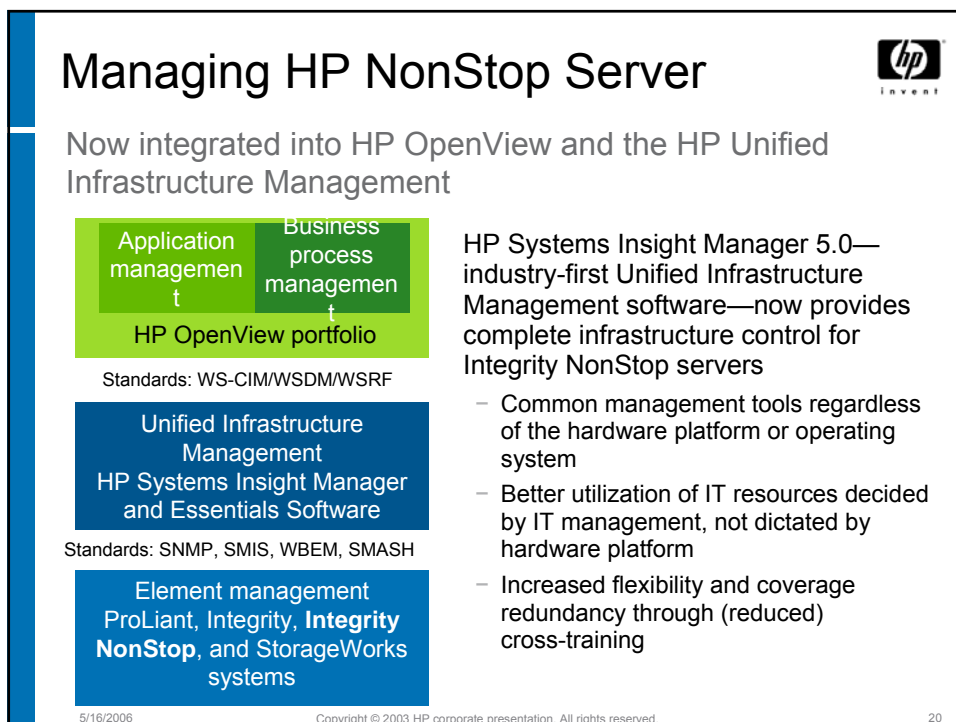 Managing HP NonStop Server
hp
invent
Now integrated into HP OpenView and the HP Unified
Infrastructure Management
Application
managemen
t
Business
process
managemen
t
HP OpenView portfolio
Standards: WS-CIM/WSDM/WSRF
Unified Infrastructure
Management
HP Systems Insight Manager
and Essentials Software
Standards: SNMP, SMIS, WBEM, SMASH
Element management
ProLiant, Integrity, Integrity
NonStop, and StorageWorks
systems
HP Systems Insight Manager 5.0—
industry-first Unified Infrastructure
Management software—now provides
complete infrastructure control for
Integrity NonStop servers
− Common management tools regardless
of the hardware platform or operating
system
− Better utilization of IT resources decided
by IT management, not dictated by
hardware platform
− Increased flexibility and coverage
redundancy through (reduced)
cross-training
5/16/2006
Copyright © 2003 HP corporate presentation. All rights reserved.
20